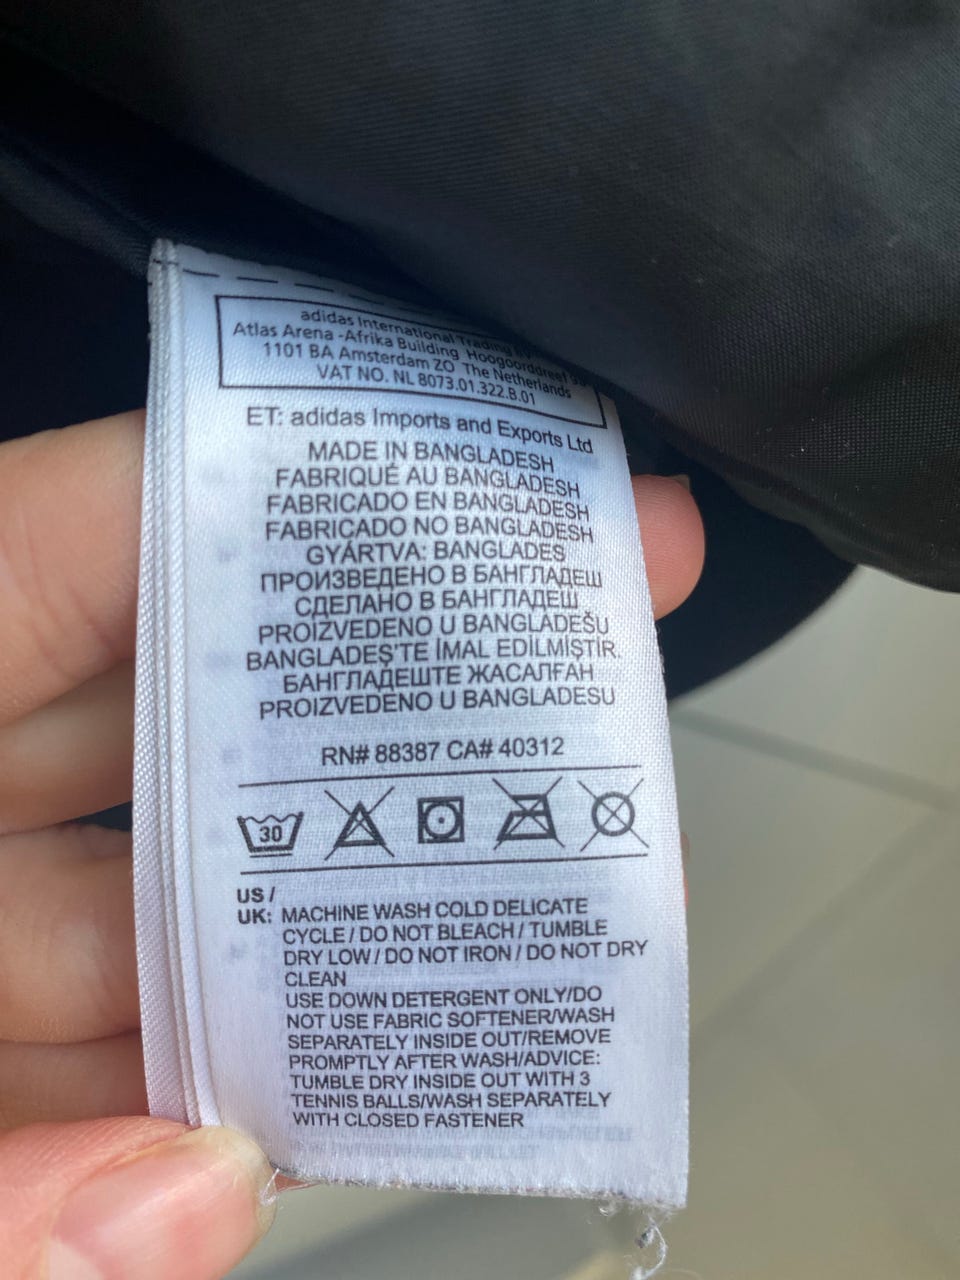 adidas International Trading BV
Atlas Arena -Afrika Building Hoogoorddreef 9a
1101 BA Amsterdam ZO The Netherlands
VAT NO. NL 8073.01.322.B.01
ET: adidas Imports and Exports Ltd
MADE IN BANGLADESH
FABRIQUÉ AU BANGLADESH
FABRICADO EN BANGLADESH
FABRICADO NO BANGLADESH
GYÁRTVA: BANGLADES
ПРОИЗВЕДЕНО В БАНГЛАДЕШ
СДЕЛАНО В БАНГЛАДЕШ
PROIZVEDENO U BANGLADEŠU
BANGLADEŞ'TE İMAL EDİLMİŞTİR.
БАНГЛАДЕШТЕ ЖАСАЛҒАН
PROIZVEDENO U BANGLADESU
RN# 88387 CA# 40312
30
US /
UK: MACHINE WASH COLD DELICATE
CYCLE / DO NOT BLEACH / TUMBLE
DRY LOW / DO NOT IRON / DO NOT DRY
CLEAN
USE DOWN DETERGENT ONLY/DO
NOT USE FABRIC SOFTENER/WASH
SEPARATELY INSIDE OUT/REMOVE
PROMPTLY AFTER WASH/ADVICE:
TUMBLE DRY INSIDE OUT WITH 3
TENNIS BALLS/WASH SEPARATELY
WITH CLOSED FASTENER